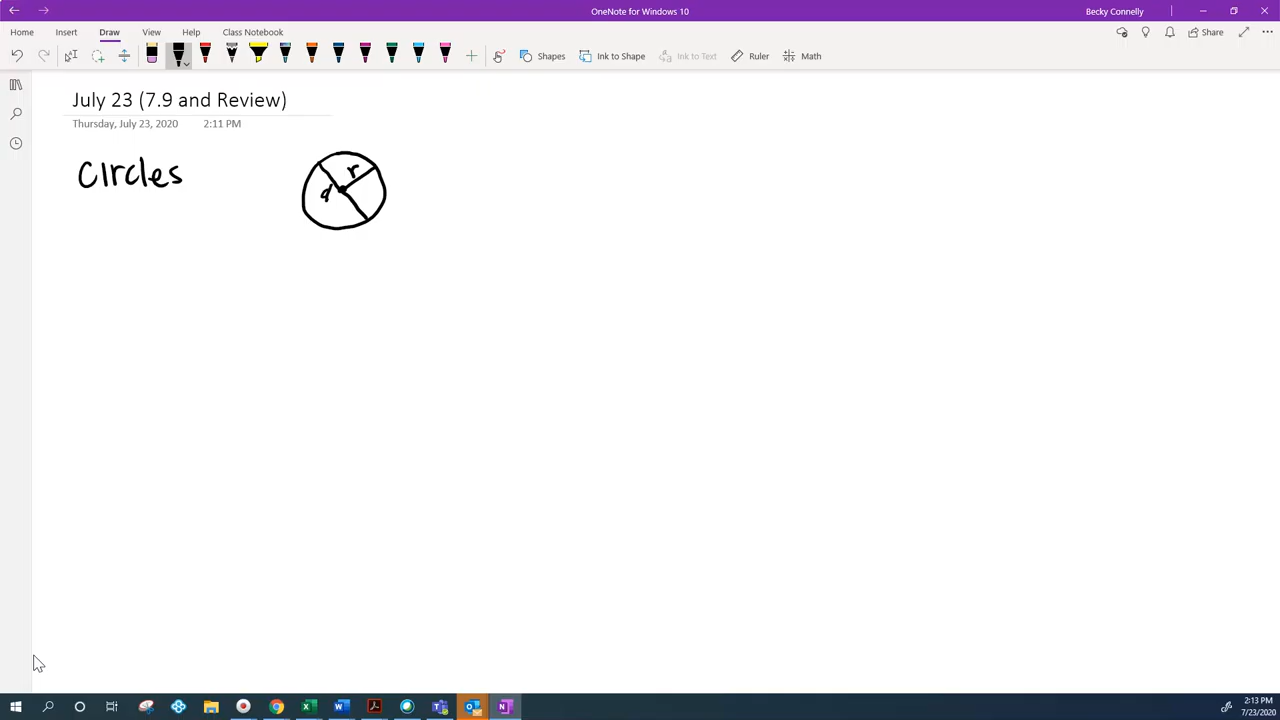 OneNote for Windows 10
Becky Connelly
Home Insert Draw View Help Class Notebook
Share
Shapes Ink to Shape Ink to Text Ruler Math
July 23 (7.9 and Review)
Thursday, July 23, 2020 2:11 PM
Circles
r
d
2:13 PM
7/23/2020